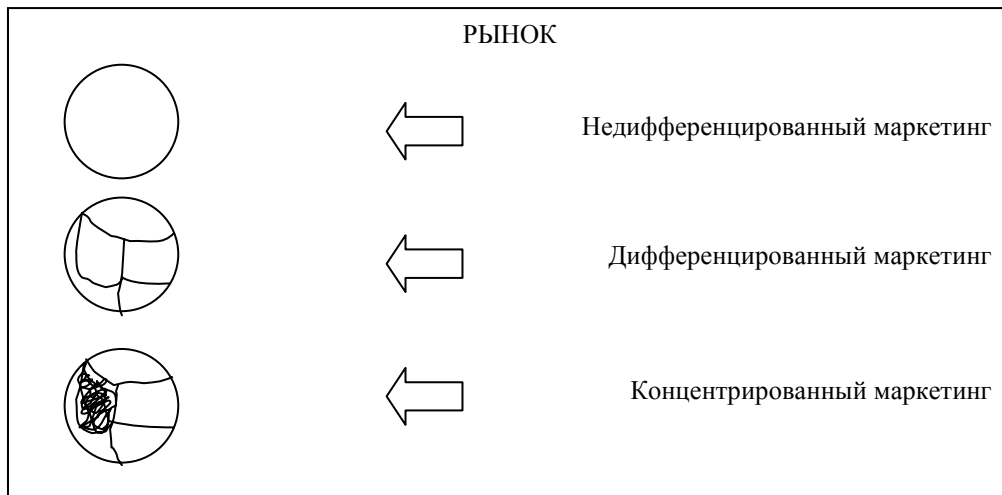 РЫНОК
Недифференцированный маркетинг
Дифференцированный маркетинг
Концентрированный маркетинг